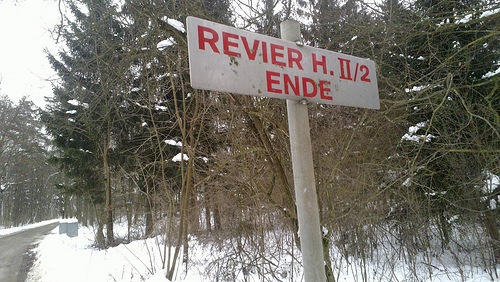 REVIER H. II/2
ENDE